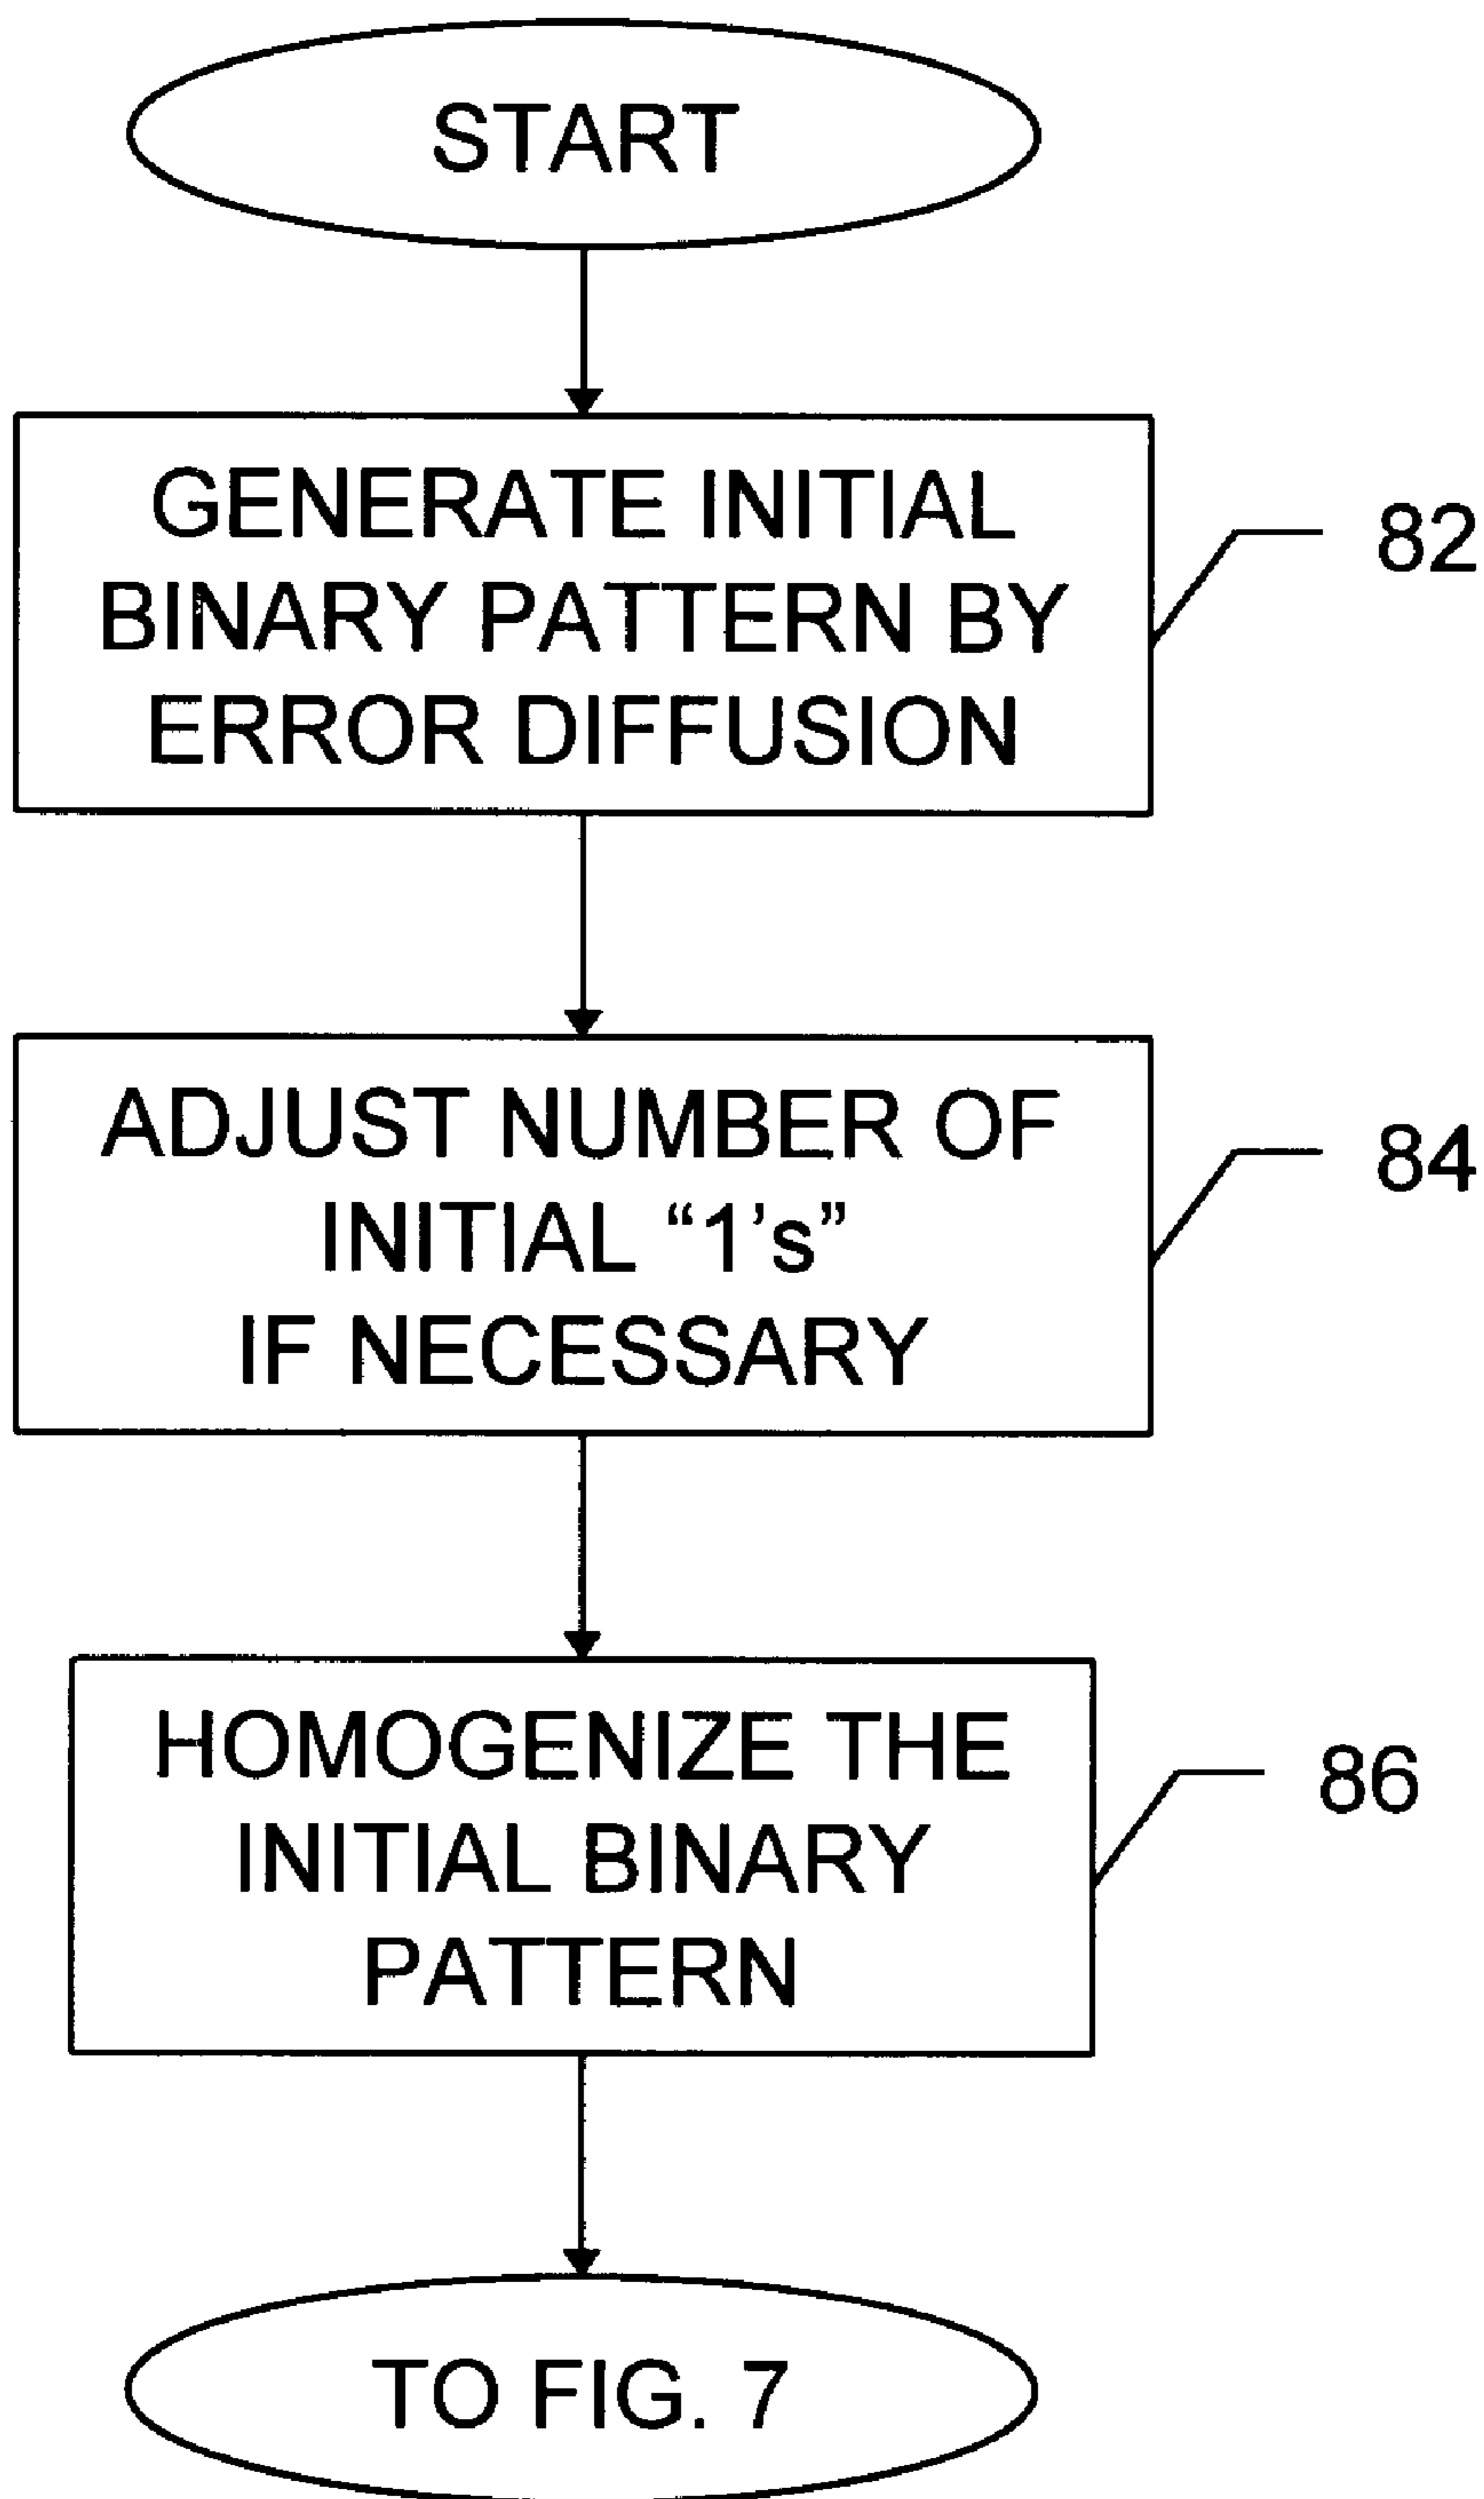 START
GENERATE INITIAL
BINARY PATTERN BY
ERROR DIFFUSION
82
ADJUST NUMBER OF
INITIAL “1’s”
IF NECESSARY
84
HOMOGENIZE THE
INITIAL BINARY
PATTERN
86
TO FIG. 7